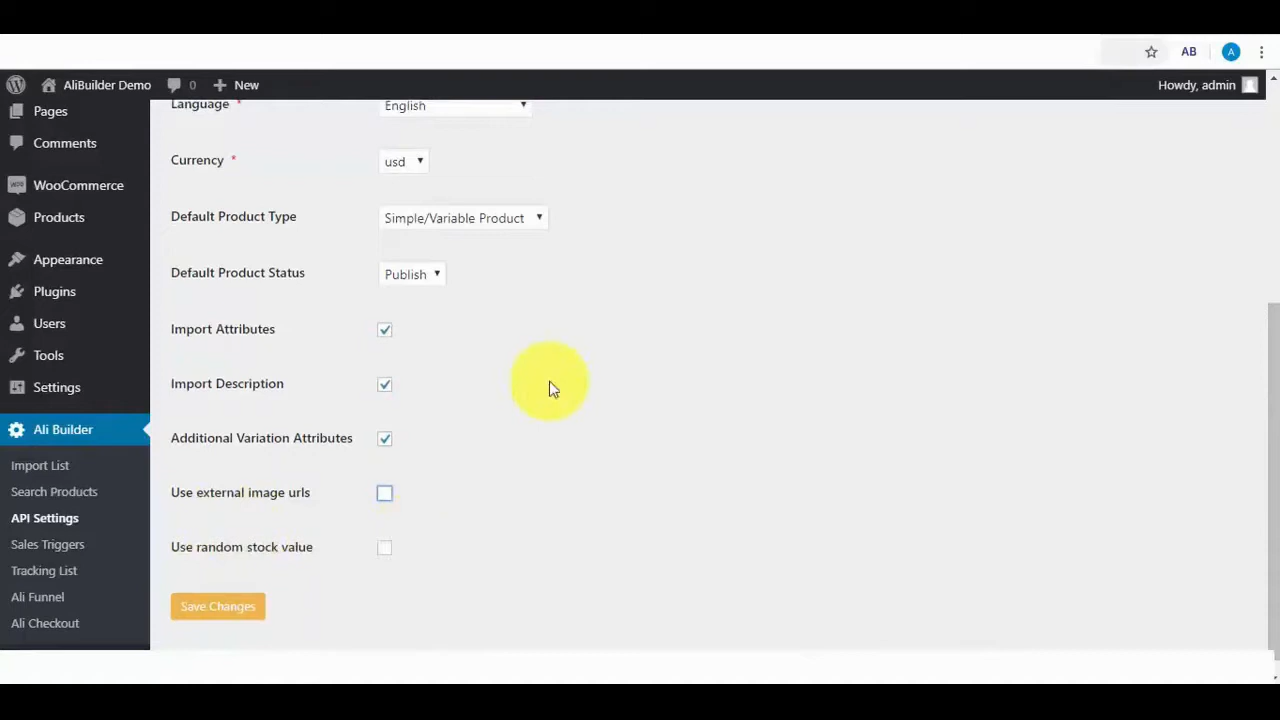 AB
A
AliBuilder Demo
0
New
Howdy, admin
Pages
Comments
WooCommerce
Products
Appearance
Plugins
Users
Tools
Settings
Ali Builder
Import List
Search Products
API Settings
Sales Triggers
Tracking List
Ali Funnel
Ali Checkout
Language * English
Currency * usd
Default Product Type Simple/Variable Product
Default Product Status Publish
Import Attributes
Import Description
Additional Variation Attributes
Use external image urls
Use random stock value
Save Changes